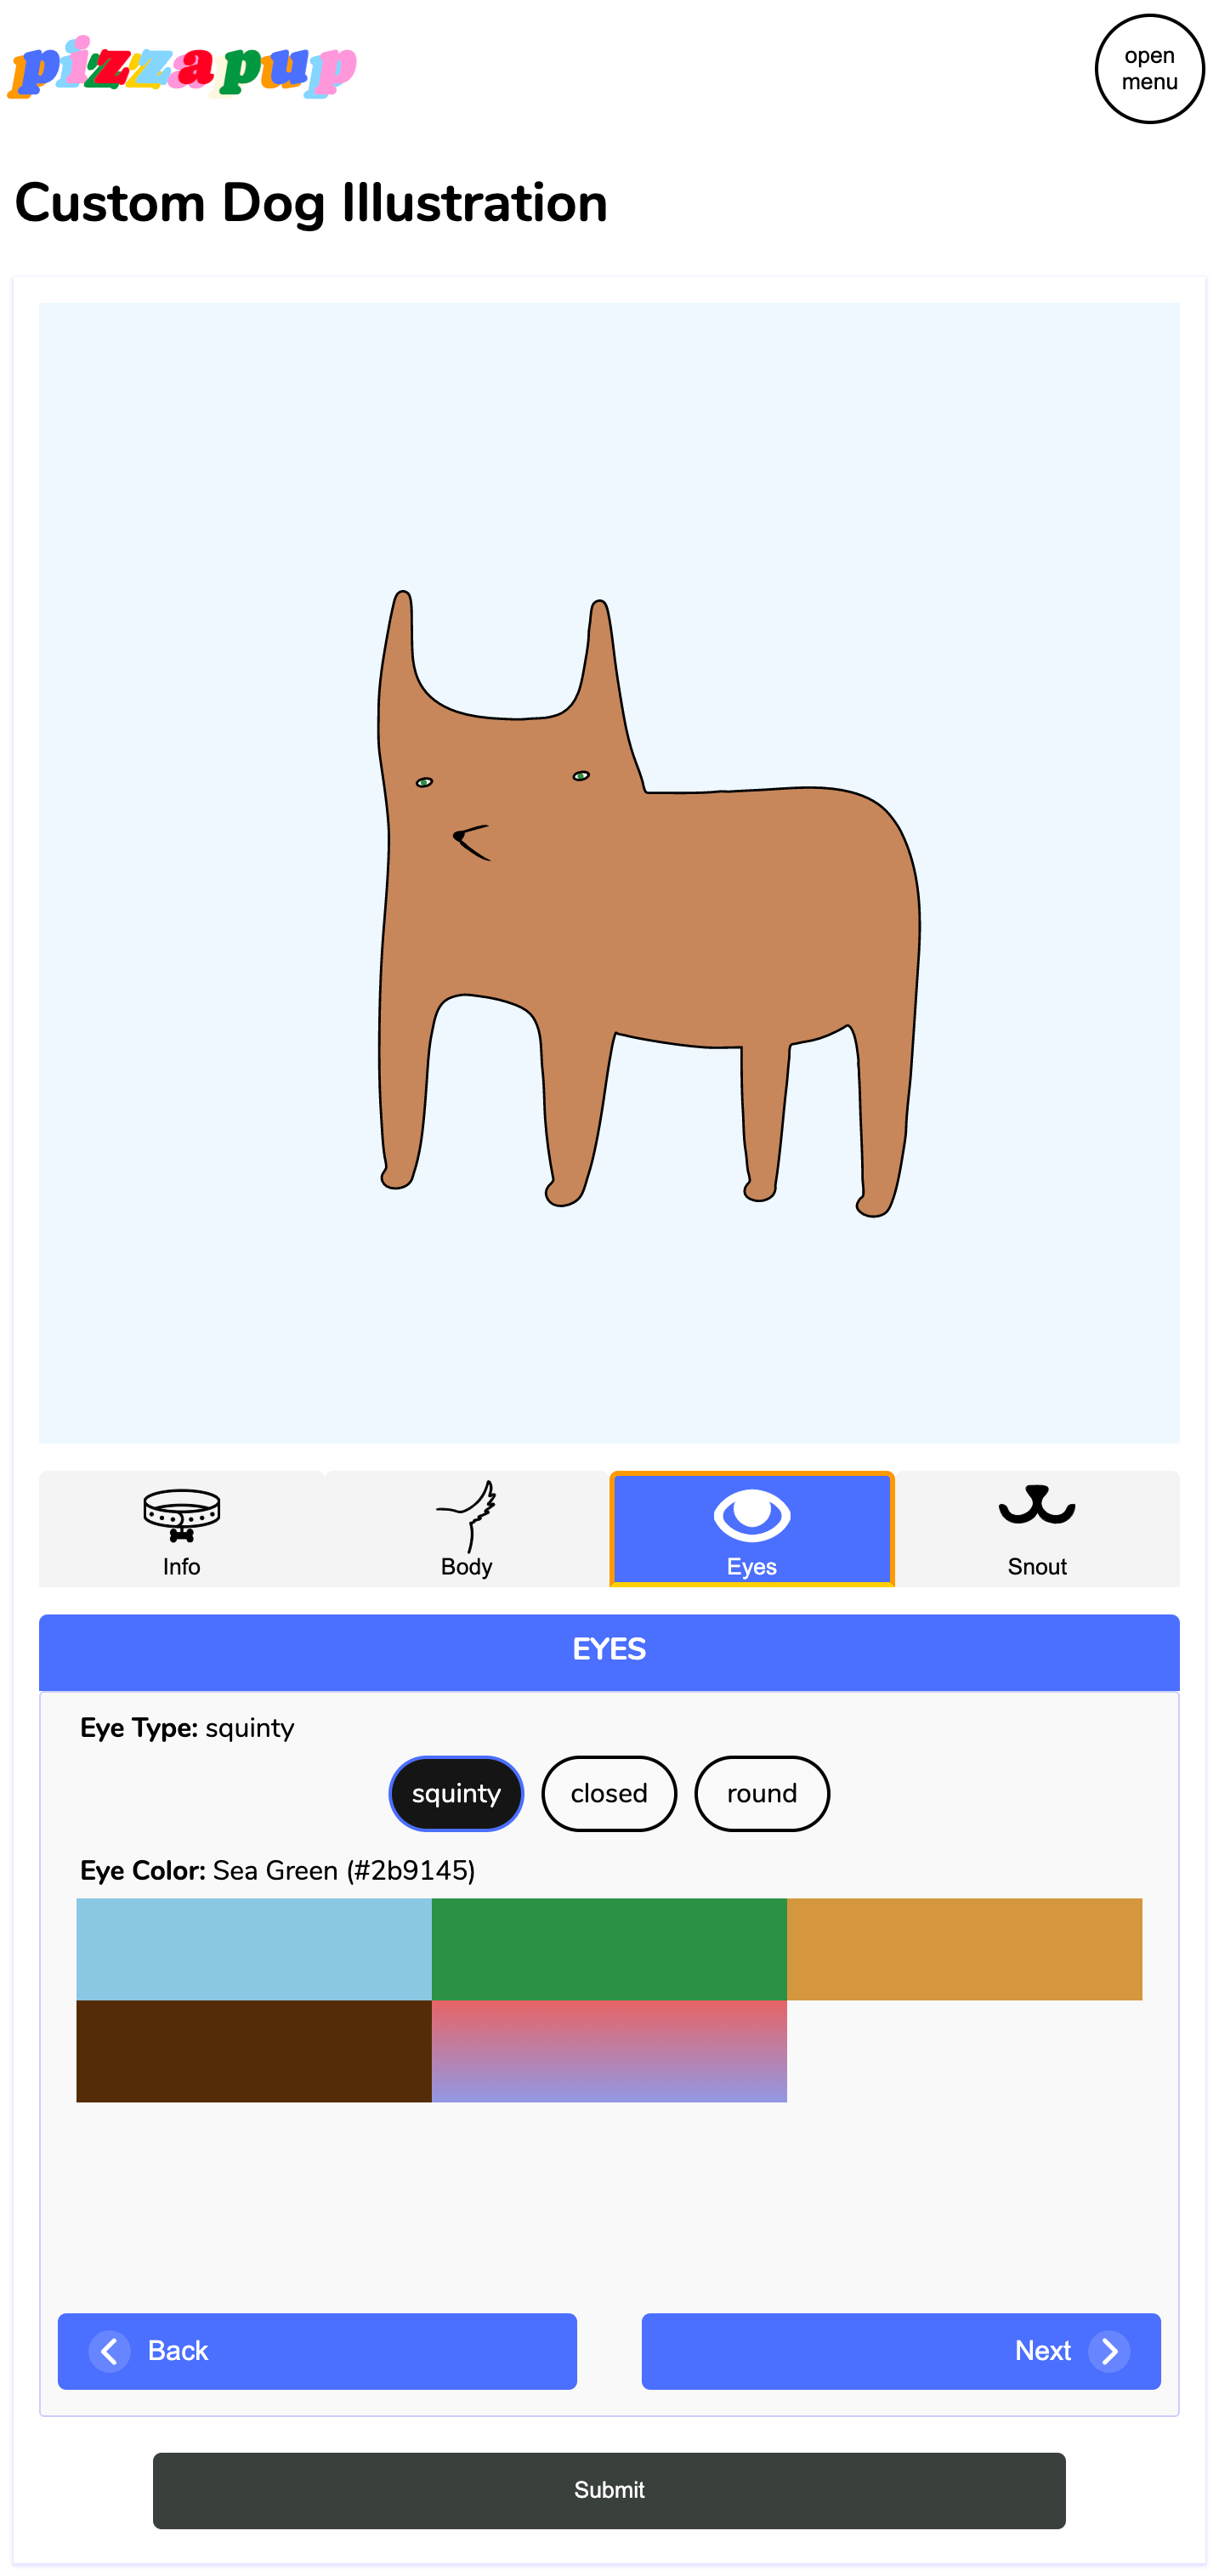 pizzapup
open
menu
Custom Dog Illustration
Info
Body
Eyes
Snout
EYES
Eye Type: squinty
squinty
closed
round
Eye Color: Sea Green (#2b9145)
Back
Next
Submit